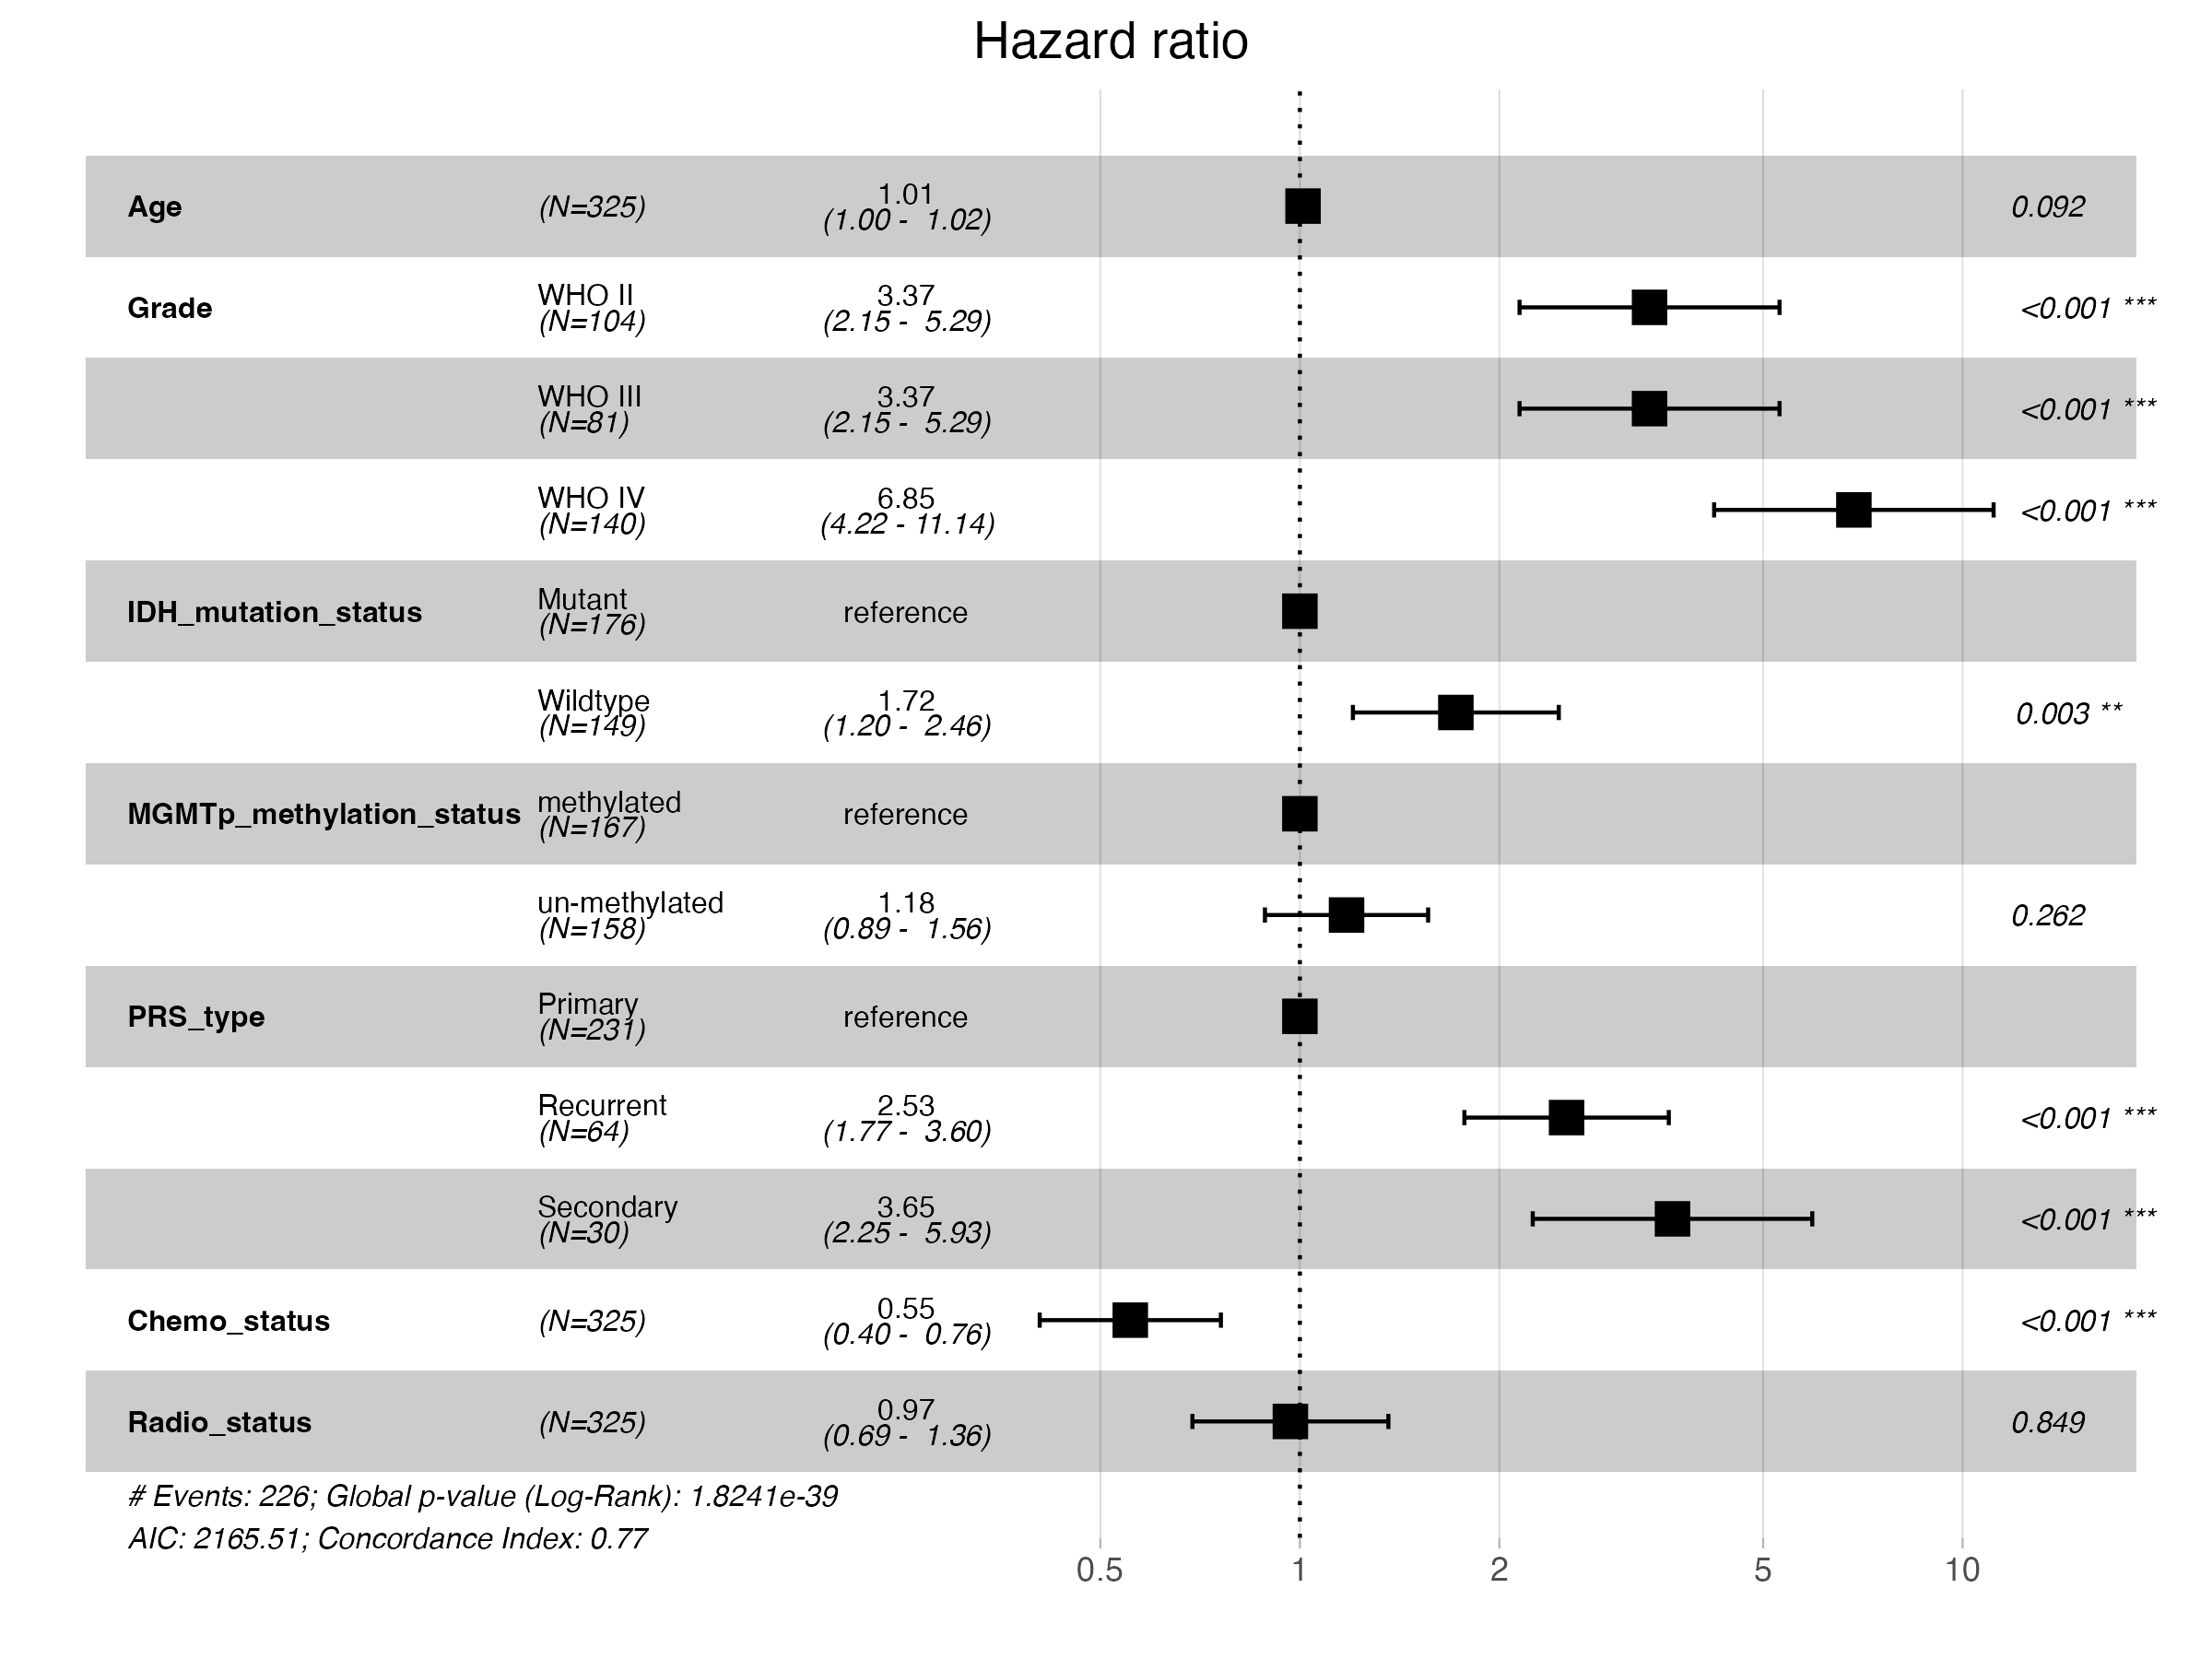 Hazard ratio
Age (N=325) 1.01 0.092
(1.00 - 1.02)
Grade WHO II 3.37 <0.001 ***
(N=104) (2.15 - 5.29)
WHO III 3.37 <0.001 ***
(N=81) (2.15 - 5.29)
WHO IV 6.85 <0.001 ***
(N=140) (4.22 - 11.14)
IDH_mutation_status Mutant reference
(N=176)
Wildtype 1.72 0.003 **
(N=149) (1.20 - 2.46)
MGMTp_methylation_status methylated reference
(N=167)
un-methylated 1.18 0.262
(N=158) (0.89 - 1.56)
PRS_type Primary reference
(N=231)
Recurrent 2.53 <0.001 ***
(N=64) (1.77 - 3.60)
Secondary 3.65 <0.001 ***
(N=30) (2.25 - 5.93)
Chemo_status (N=325) 0.55 <0.001 ***
(0.40 - 0.76)
Radio_status (N=325) 0.97 0.849
(0.69 - 1.36)
# Events: 226; Global p-value (Log-Rank): 1.8241e-39
AIC: 2165.51; Concordance Index: 0.77
0.5 1 2 5 10